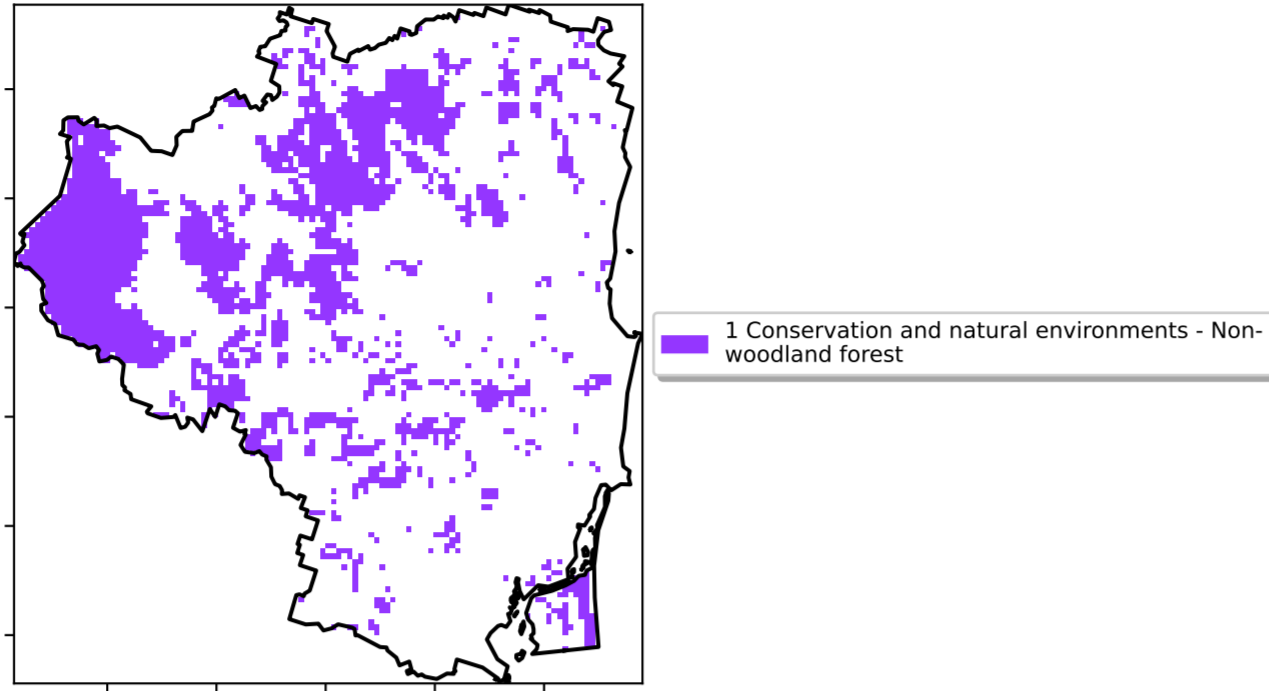 1 Conservation and natural environments - Non-
woodland forest